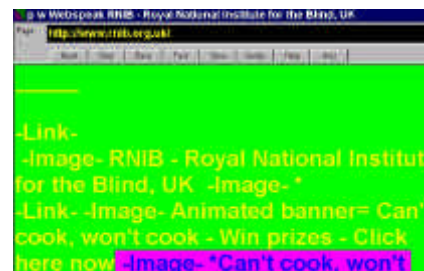 p w Webspeak RNIB - Royal National Institute for the Blind, UK
Page http://www.rnib.org.uk/
-Link-
-Image- RNIB - Royal National Institut
for the Blind, UK -Image- *
-Link- -Image- Animated banner= Can'
cook, won't cook - Win prizes - Click
here now -Image- *Can't cook, won't